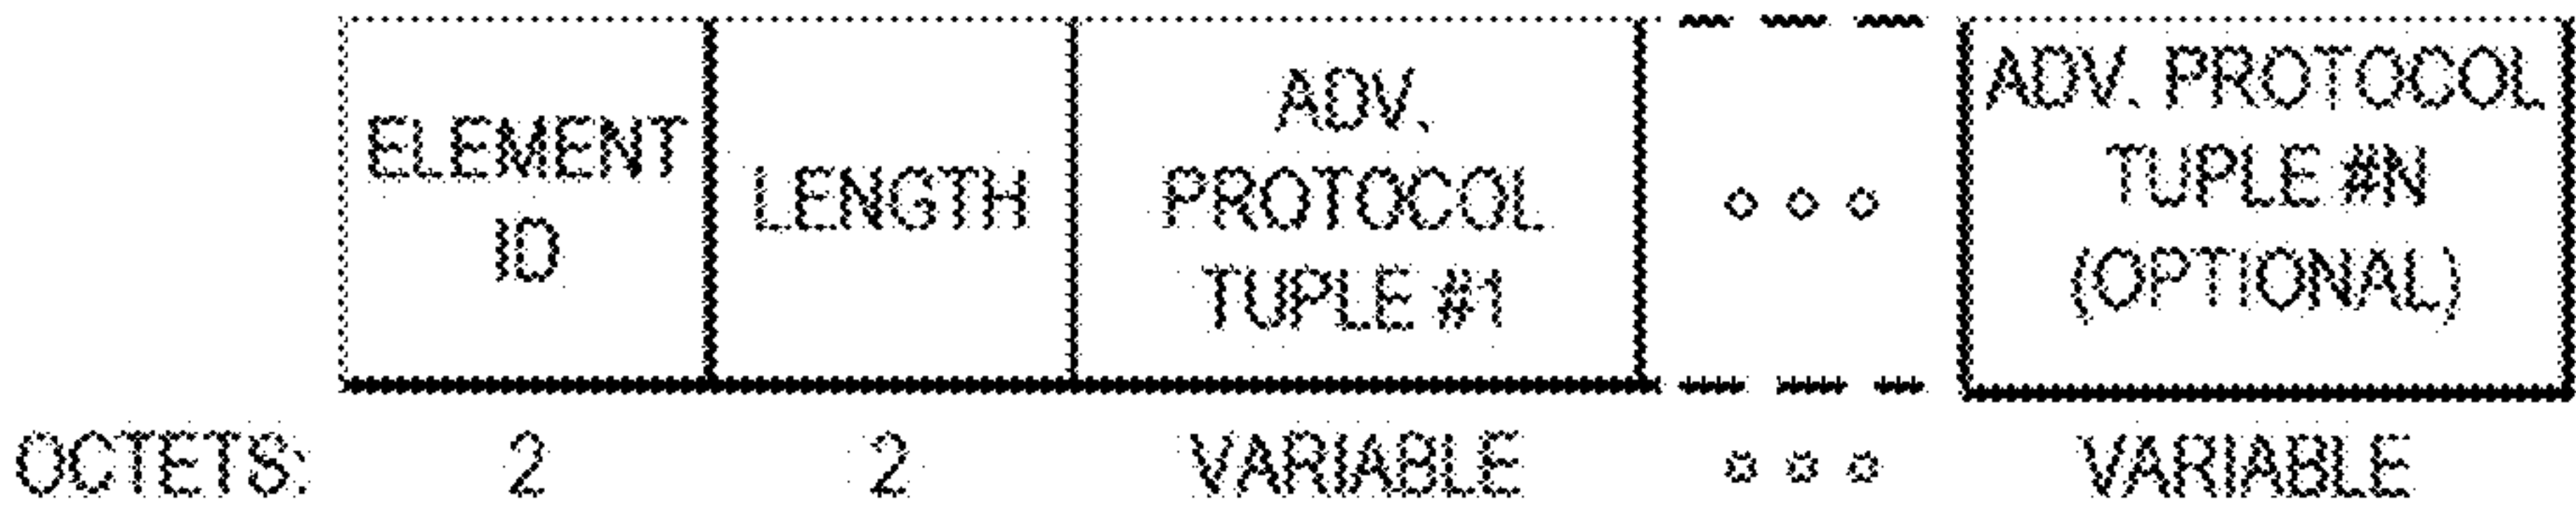 ELEMENT
ID
LENGTH
ADV.
PROTOCOL
TUPLE #1
ADV. PROTOCOL
TUPLE #N
(OPTIONAL)
OCTETS: 2 2 VARIABLE VARIABLE